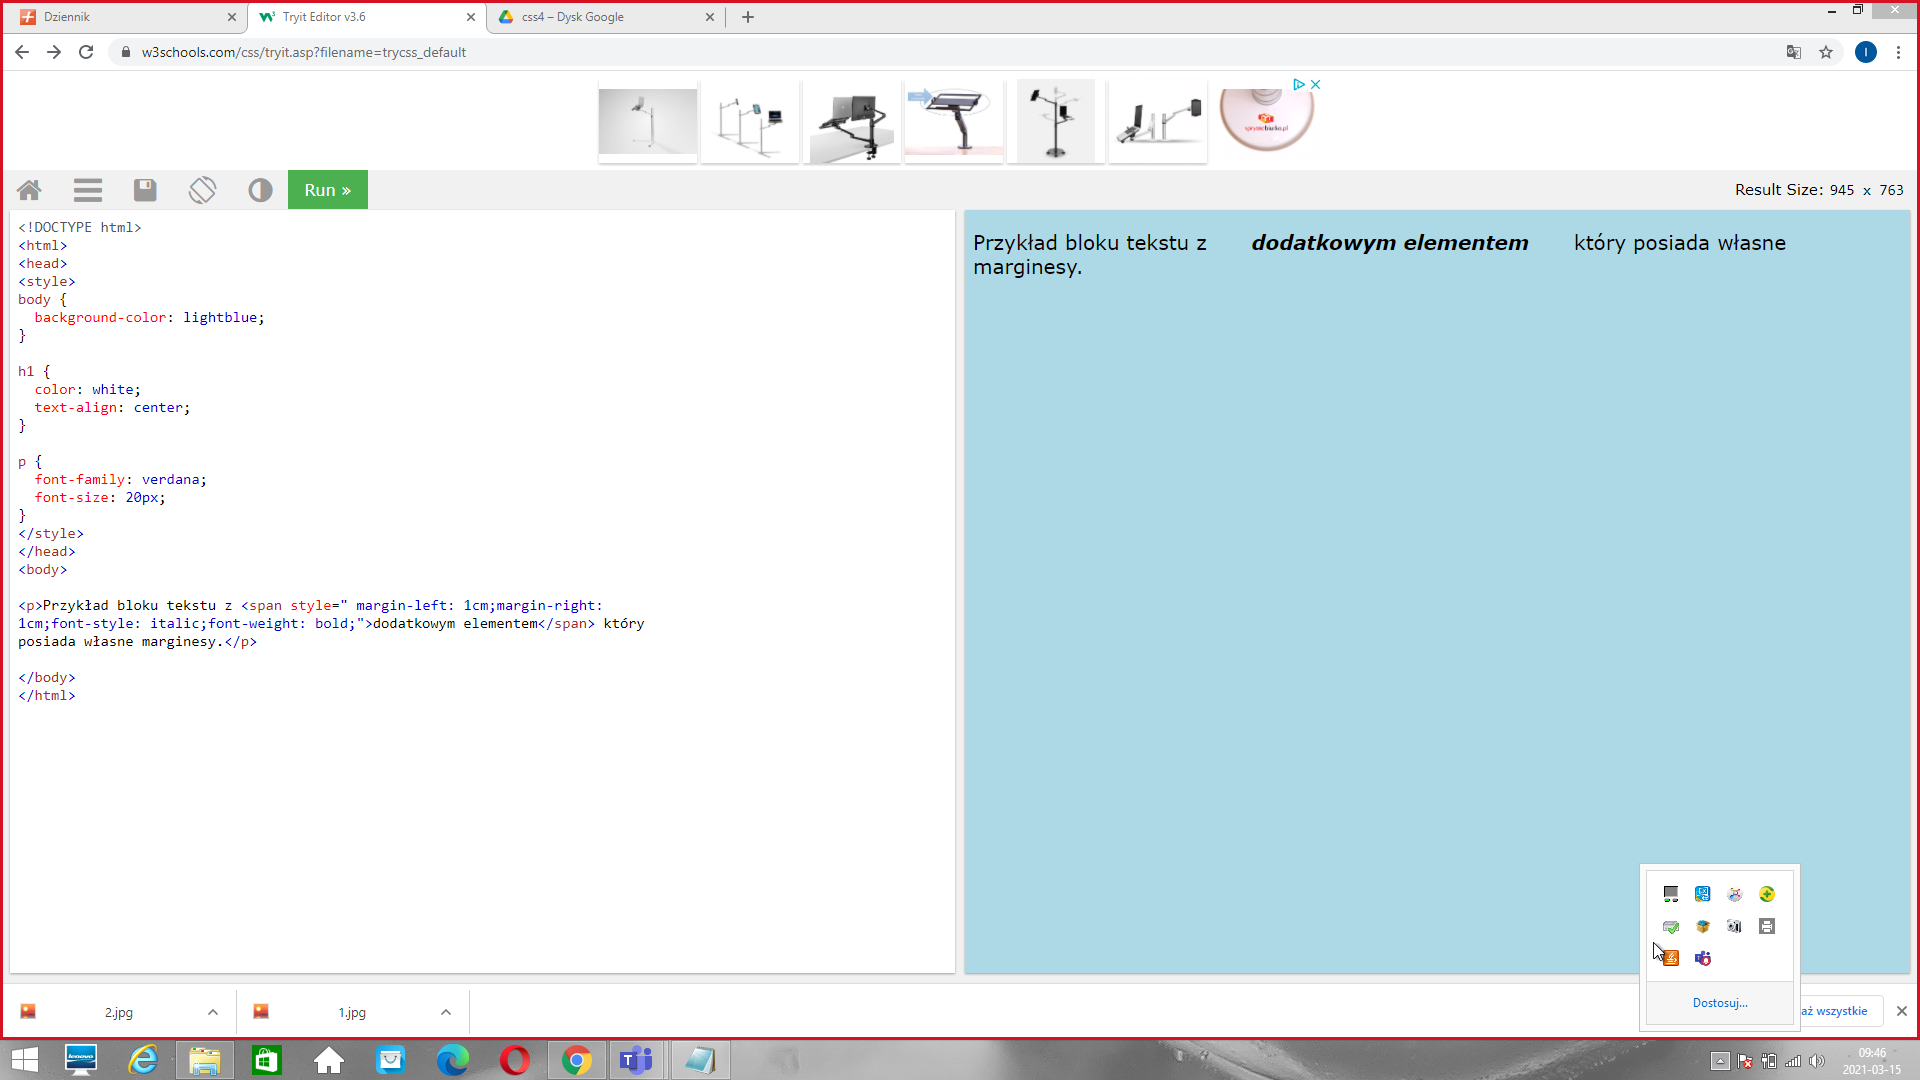 Dziennik
Tryit Editor v3.6
css4 – Dysk Google
w3schools.com/css/tryit.asp?filename=trycss_default
I
sprytnebiurko.pl
Run »
Result Size: 945 x 763
<!DOCTYPE html>
<html>
<head>
<style>
body {
  background-color: lightblue;
}
h1 {
  color: white;
  text-align: center;
}
p {
  font-family: verdana;
  font-size: 20px;
}
</style>
</head>
<body>
<p>Przykład bloku tekstu z <span style=" margin-left: 1cm;margin-right:
1cm;font-style: italic;font-weight: bold;">dodatkowym elementem</span> który
posiada własne marginesy.</p>
</body>
</html>
Przykład bloku tekstu z dodatkowym elementem który posiada własne
marginesy.
Dostosuj...
2.jpg
1.jpg
aż wszystkie
lenovo
09:46
2021-03-15